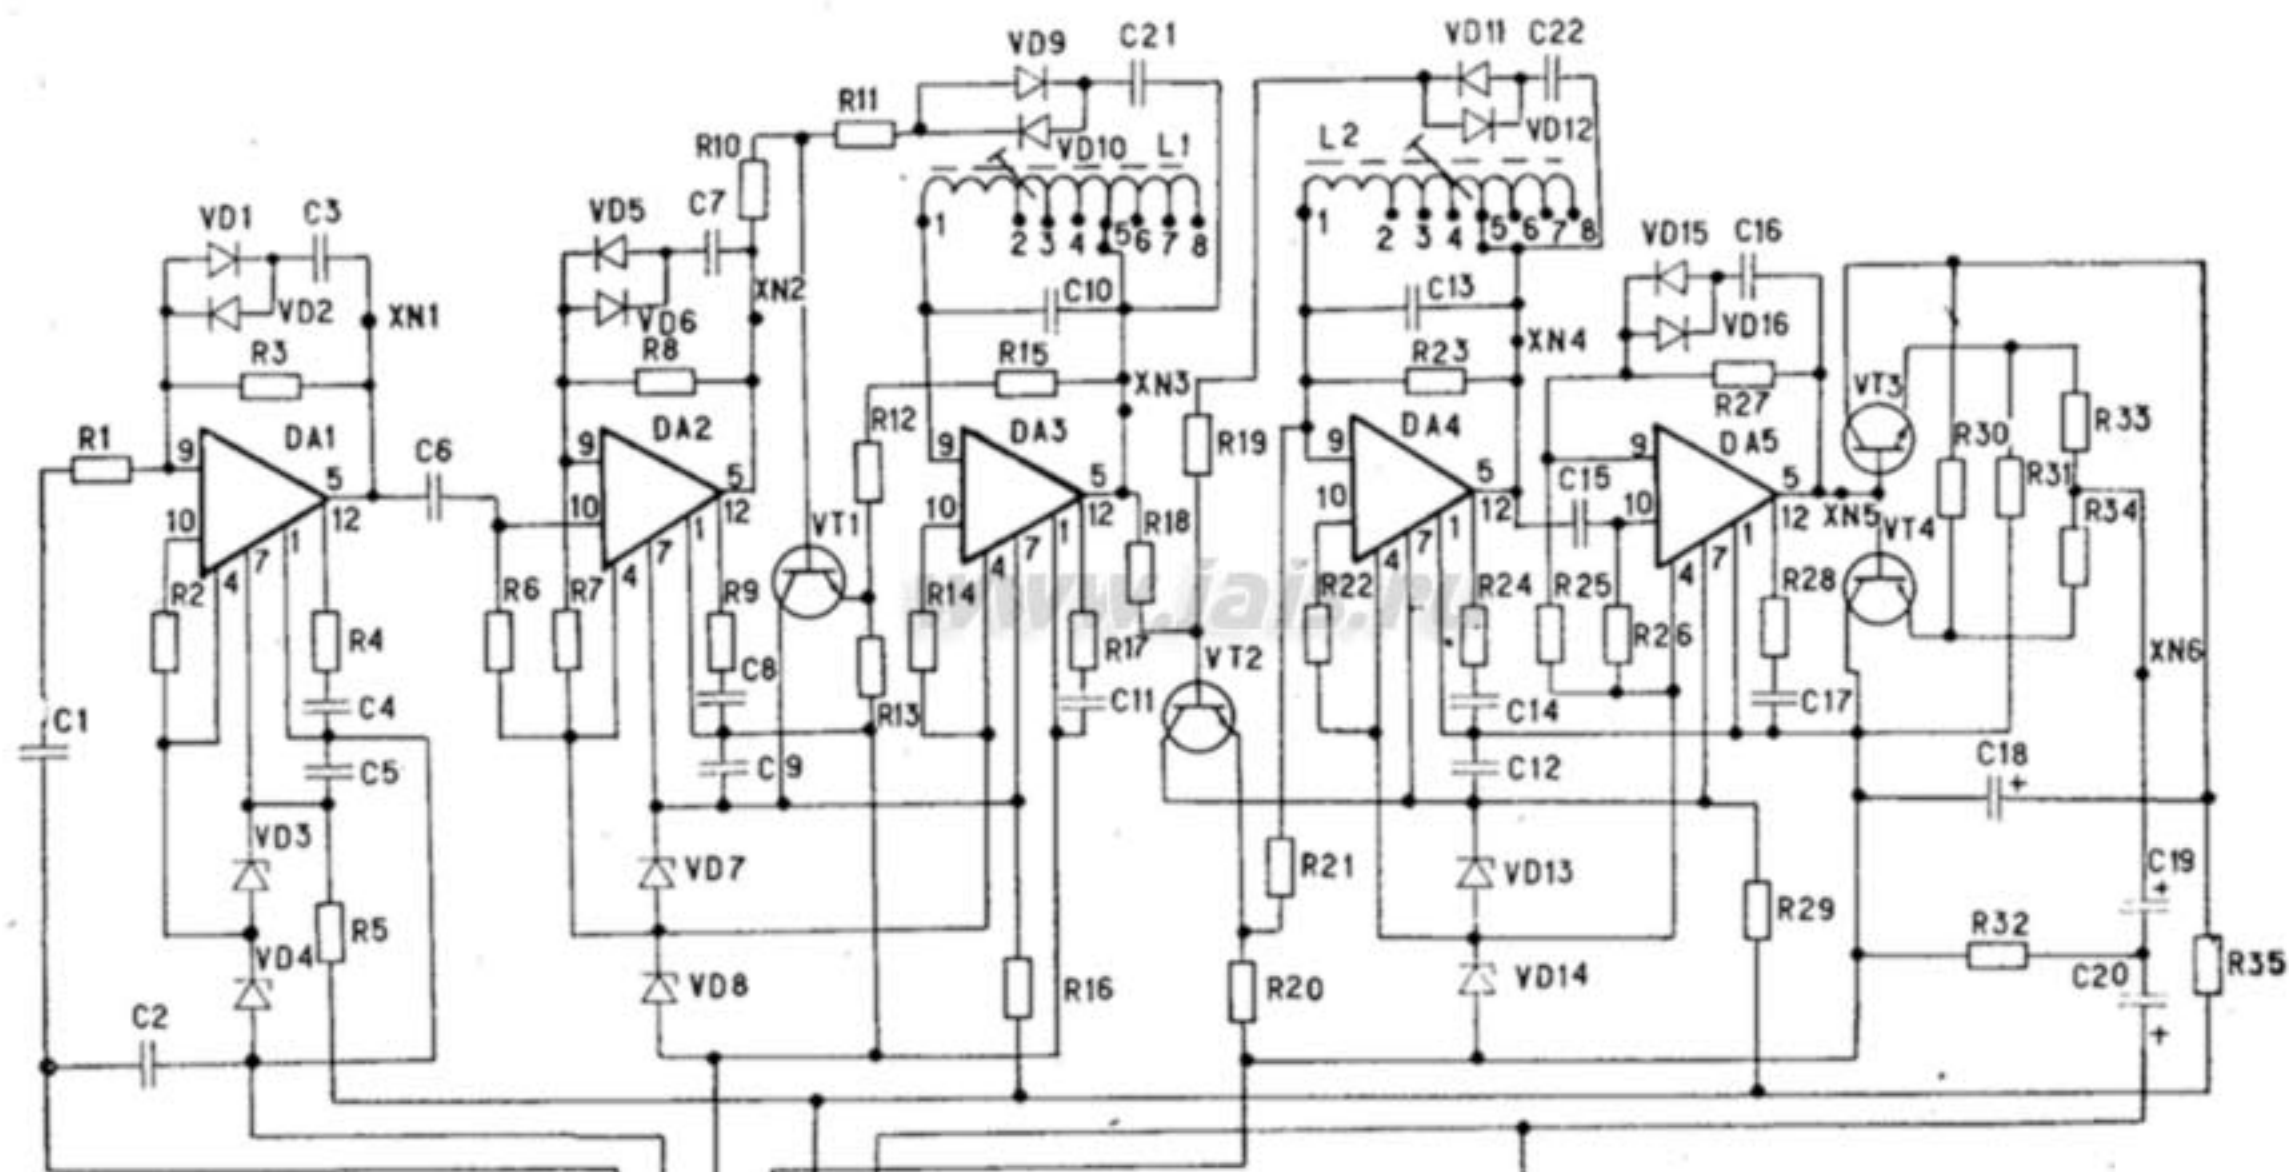 VD9 C21
VD11 C22
R11
R10
VD10 L1
L2
VD12
VD1 C3
VD5 C7
1 2 3 4 5 6 7 8
1 2 3 4 5 6 7 8
VD15 C16
VD2 XN1
VD6 XN2
C10
C13
XN4
VD16
R3
R8
R15
XN3
R23
R27
VT3
R1
9 DA1
C6
9 DA2
R12
9 DA3
R19
9 DA4
9 DA5
R30
R33
5
5
5
5
5
R31
10
12
10
12
VT1
10
12
R18
10
12
C15
10
12
XN5
VT4
R34
4 7 1
4 7 1
4 7 1
4 7 1
4 7 1
www.jais.ru
R2
R6
R7
R9
R14
R22
R24
R25
R28
R4
R17
VT2
R26
XN6
C1
C4
C8
R13
C11
C14
C17
C5
C9
C12
C18
+
VD3
VD7
R21
VD13
C19
+
R5
R29
R32
VD4
VD8
R16
R20
VD14
C20
+
R35
C2